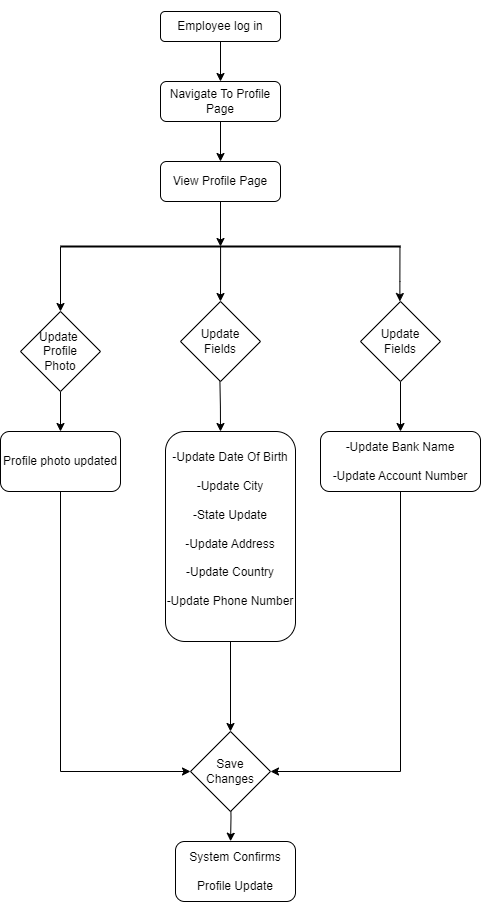 Employee log in
Navigate To Profile
Page
View Profile Page
Update
Profile
Photo
Update
Fields
Update
Fields
Profile photo updated
-Update Date Of Birth
-Update City
-State Update
-Update Address
-Update Country
-Update Phone Number
-Update Bank Name
-Update Account Number
Save
Changes
System Confirms
Profile Update